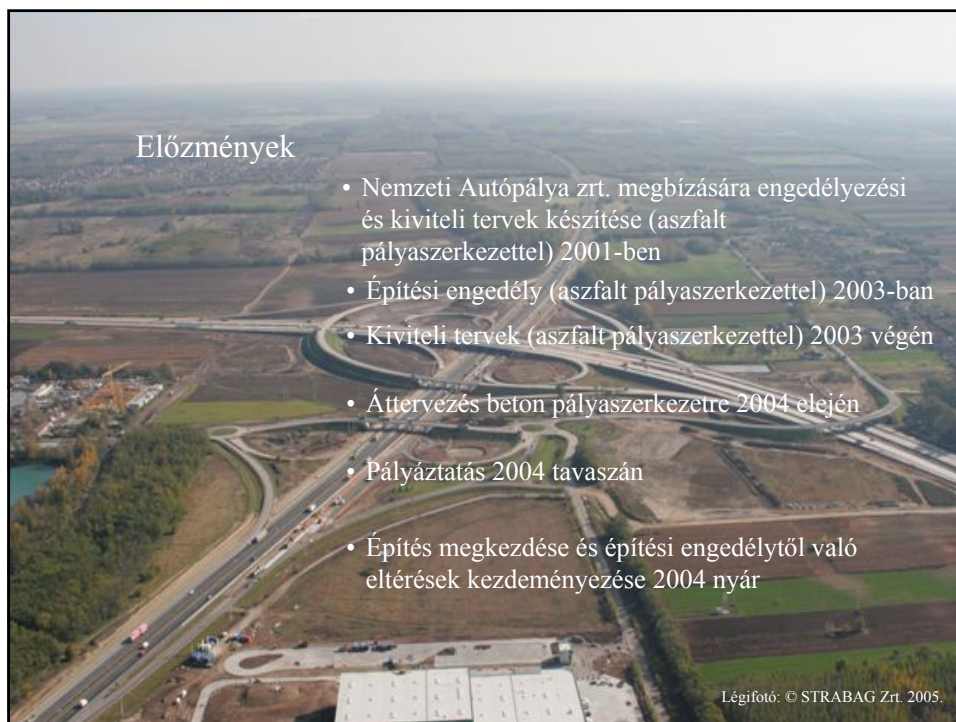 Előzmények
• Nemzeti Autópálya zrt. megbízására engedélyezési
és kiviteli tervek készítése (aszfalt
pályaszerkezettel) 2001-ben
• Építési engedély (aszfalt pályaszerkezettel) 2003-ban
• Kiviteli tervek (aszfalt pályaszerkezettel) 2003 végén
• Áttervezés beton pályaszerkezetre 2004 elején
• Pályáztatás 2004 tavaszán
• Építés megkezdése és építési engedélytől való
eltérések kezdeményezése 2004 nyár
Légifotó: © STRABAG Zrt. 2005.